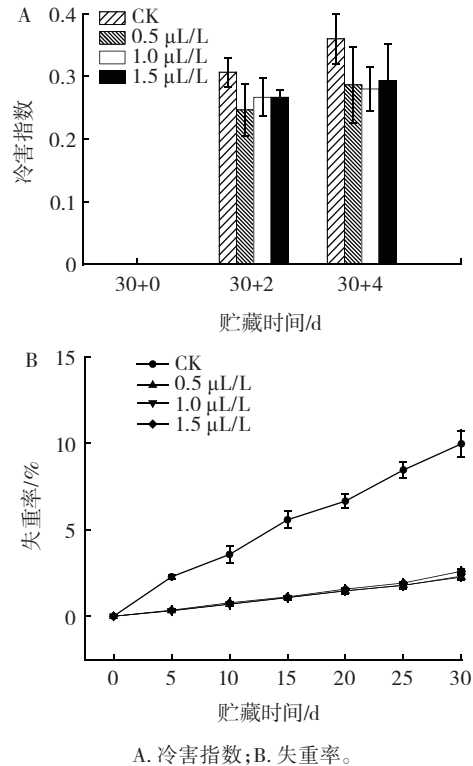 A
CK
0.5 μL/L
1.0 μL/L
1.5 μL/L
0.4
0.3
0.2
0.1
0
冷害指数
30+0 30+2 30+4
贮藏时间/d
B
CK
0.5 μL/L
1.0 μL/L
1.5 μL/L
15
10
5
0
失重率/%
0 5 10 15 20 25 30
贮藏时间/d
A. 冷害指数;B. 失重率。